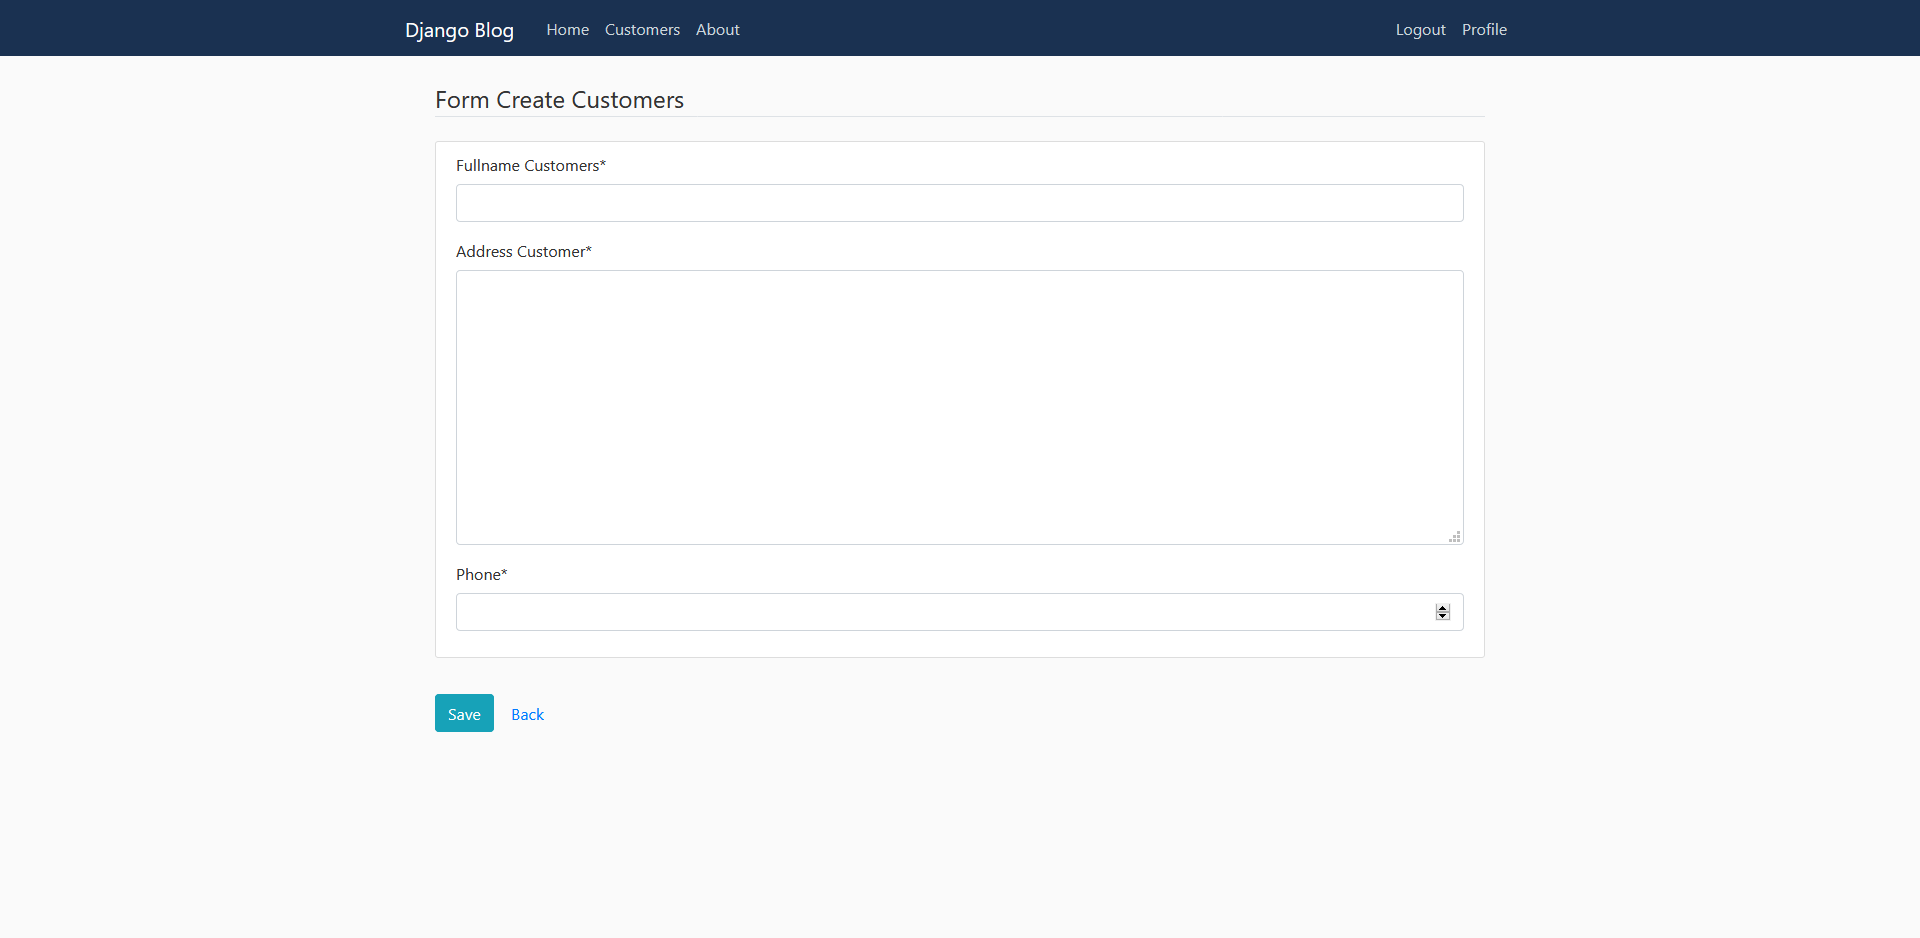 Django Blog Home Customers About Logout Profile
Form Create Customers
Fullname Customers*
Address Customer*
Phone*
Save Back